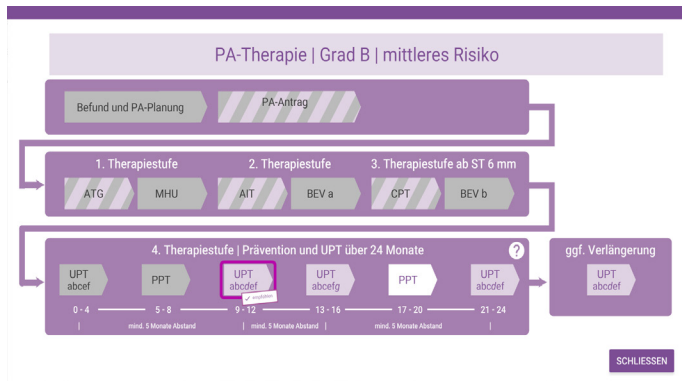 PA-Therapie | Grad B | mittleres Risiko
Befund und PA-Planung
PA-Antrag
1. Therapiestufe
2. Therapiestufe
3. Therapiestufe ab ST 6 mm
ATG
MHU
AIT
BEV a
CPT
BEV b
4. Therapiestufe | Prävention und UPT über 24 Monate
?
ggf. Verlängerung
UPT
abcef
PPT
UPT
abcdef
empfohlen
UPT
abcefg
PPT
UPT
abcdef
UPT
abcdef
0 - 4
5 - 8
9 - 12
13 - 16
17 - 20
21 - 24
| mind. 5 Monate Abstand | mind. 5 Monate Abstand | mind. 5 Monate Abstand |
SCHLIESSEN